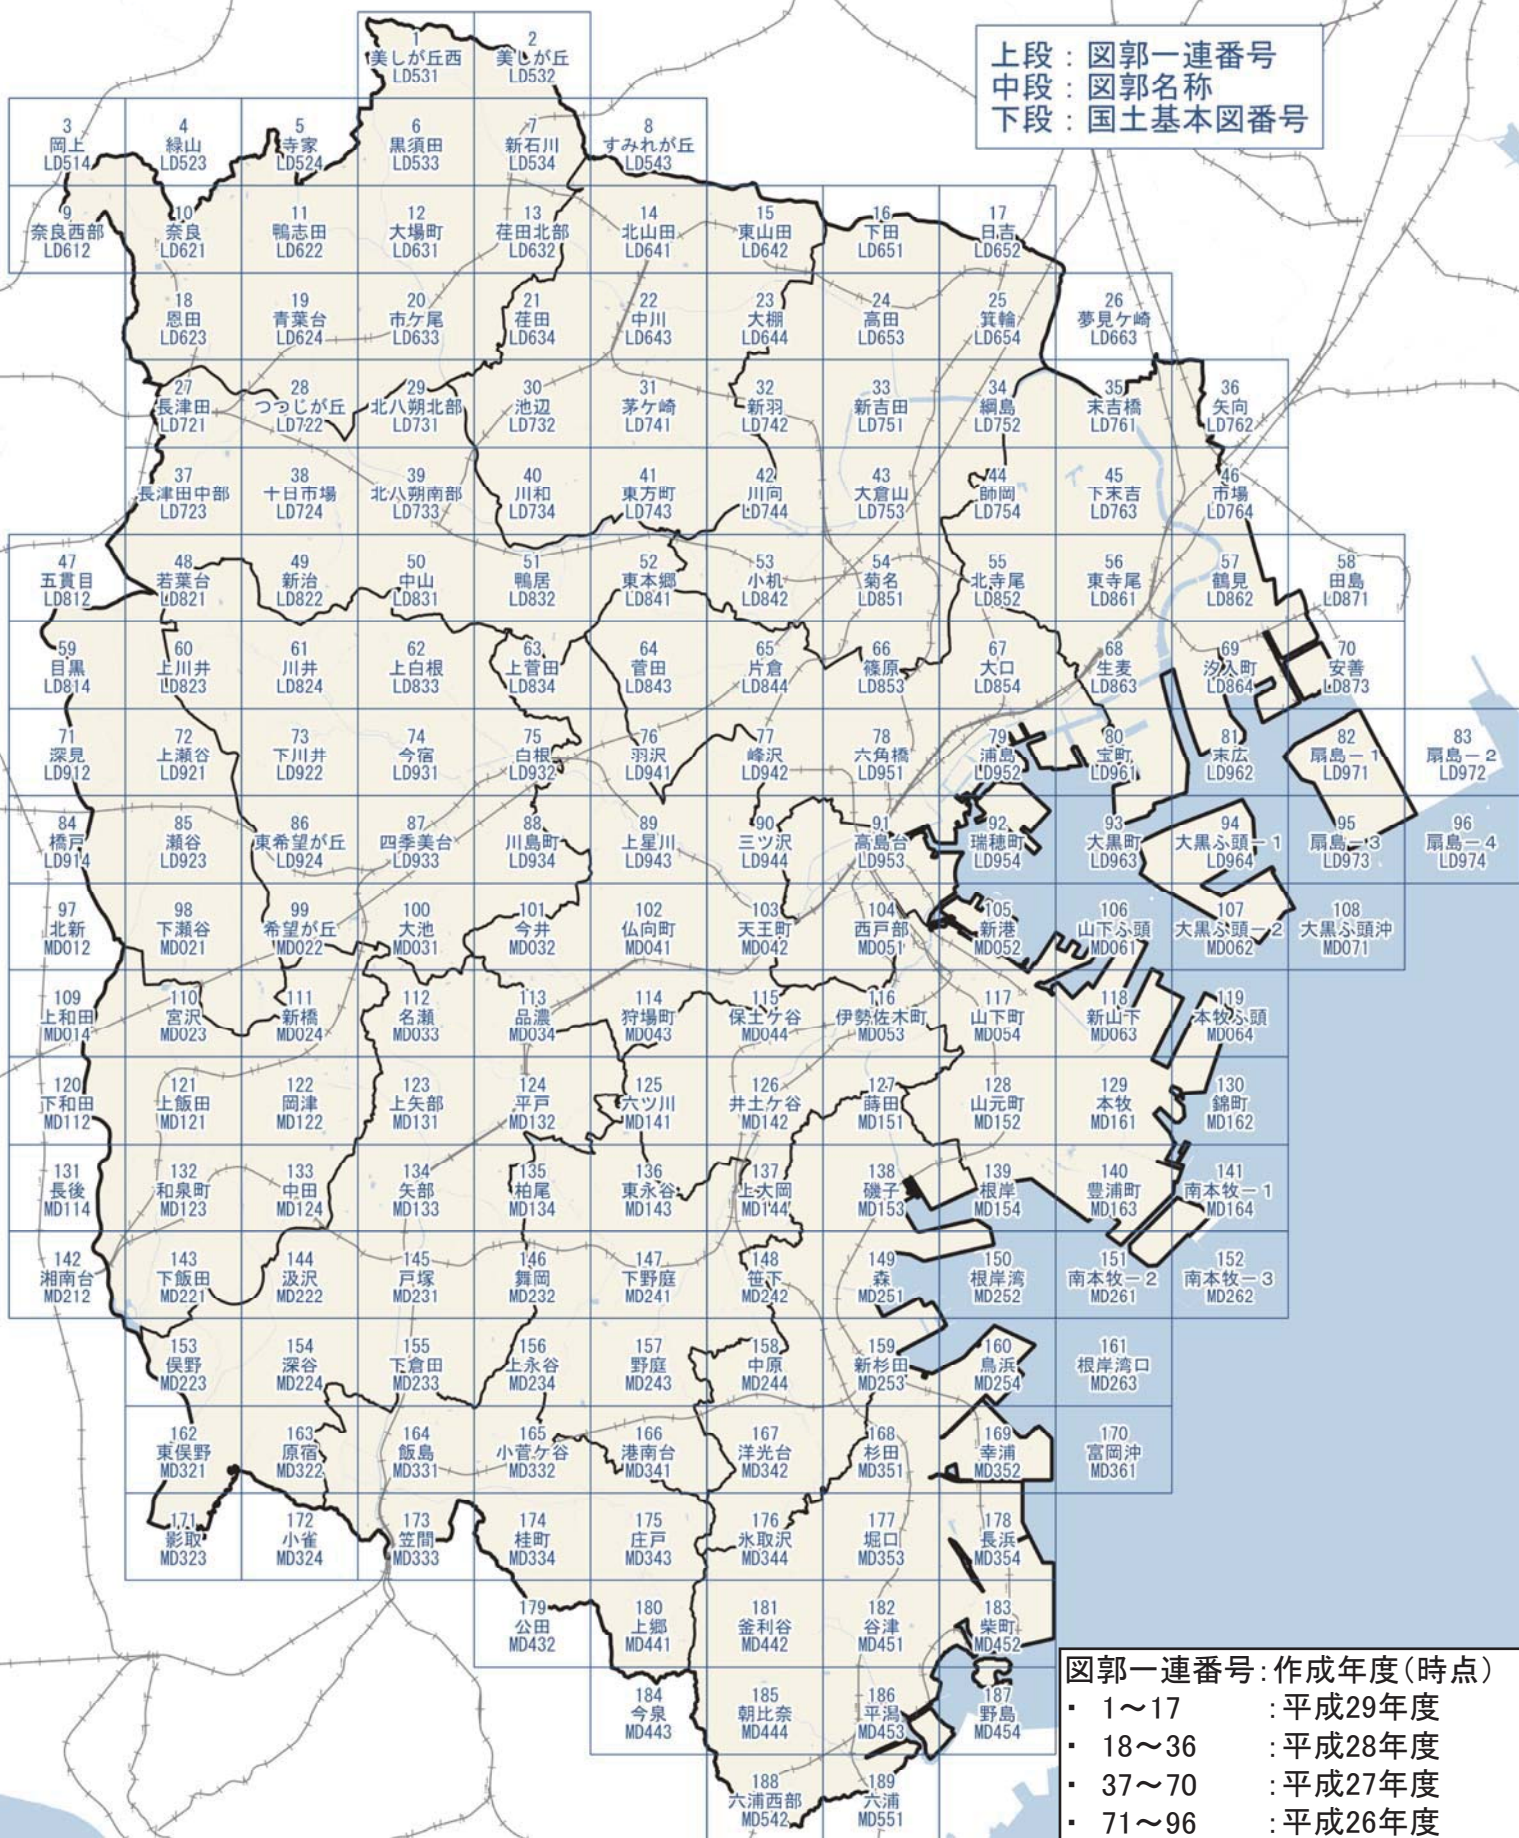 上段：図郭一連番号
中段：図郭名称
下段：国土基本図番号
1
美しが丘西
LD531
2
美しが丘
LD532
3
岡上
LD514
4
緑山
LD523
5
寺家
LD524
6
黒須田
LD533
7
新石川
LD534
8
すみれが丘
LD543
9
奈良西部
LD612
10
奈良
LD621
11
鴨志田
LD622
12
大場町
LD631
13
荏田北部
LD632
14
北山田
LD641
15
東山田
LD642
16
下田
LD651
17
日吉
LD652
18
恩田
LD623
19
青葉台
LD624
20
市ケ尾
LD633
21
荏田
LD634
22
中川
LD643
23
大棚
LD644
24
高田
LD653
25
箕輪
LD654
26
夢見ケ崎
LD663
27
長津田
LD721
28
つつじが丘
LD722
29
北八朔北部
LD731
30
池辺
LD732
31
茅ケ崎
LD741
32
新羽
LD742
33
新吉田
LD751
34
綱島
LD752
35
末吉橋
LD761
36
矢向
LD762
37
長津田中部
LD723
38
十日市場
LD724
39
北八朔南部
LD733
40
川和
LD734
41
東方町
LD743
42
川向
LD744
43
大倉山
LD753
44
師岡
LD754
45
下末吉
LD763
46
市場
LD764
47
五貫目
LD812
48
若葉台
LD821
49
新治
LD822
50
中山
LD831
51
鴨居
LD832
52
東本郷
LD841
53
小机
LD842
54
菊名
LD851
55
北寺尾
LD852
56
東寺尾
LD861
57
鶴見
LD862
58
田島
LD871
59
目黒
LD814
60
上川井
LD823
61
川井
LD824
62
上白根
LD833
63
上菅田
LD834
64
菅田
LD843
65
片倉
LD844
66
篠原
LD853
67
大口
LD854
68
生麦
LD863
69
汐入町
LD864
70
安善
LD873
71
深見
LD912
72
上瀬谷
LD921
73
下川井
LD922
74
今宿
LD931
75
白根
LD932
76
羽沢
LD941
77
峰沢
LD942
78
六角橋
LD951
79
浦島
LD952
80
宝町
LD961
81
末広
LD962
82
扇島－1
LD971
83
扇島－2
LD972
84
橋戸
LD914
85
瀬谷
LD923
86
東希望が丘
LD924
87
四季美台
LD933
88
川島町
LD934
89
上星川
LD943
90
三ツ沢
LD944
91
高島台
LD953
92
瑞穂町
LD954
93
大黒町
LD963
94
大黒ふ頭－1
LD964
95
扇島－3
LD973
96
扇島－4
LD974
97
北新
MD012
98
下瀬谷
MD021
99
希望が丘
MD022
100
大池
MD031
101
今井
MD032
102
仏向町
MD041
103
天王町
MD042
104
西戸部
MD051
105
新港
MD052
106
山下ふ頭
MD061
107
大黒ふ頭－2
MD062
108
大黒ふ頭沖
MD071
109
上和田
MD014
110
宮沢
MD023
111
新橋
MD024
112
名瀬
MD033
113
品濃
MD034
114
狩場町
MD043
115
保土ケ谷
MD044
116
伊勢佐木町
MD053
117
山下町
MD054
118
新山下
MD063
119
本牧ふ頭
MD064
120
下和田
MD112
121
上飯田
MD121
122
岡津
MD122
123
上矢部
MD131
124
平戸
MD132
125
六ツ川
MD141
126
井土ケ谷
MD142
127
蒔田
MD151
128
山元町
MD152
129
本牧
MD161
130
錦町
MD162
131
長後
MD114
132
和泉町
MD123
133
中田
MD124
134
矢部
MD133
135
柏尾
MD134
136
東永谷
MD143
137
上大岡
MD144
138
磯子
MD153
139
根岸
MD154
140
豊浦町
MD163
141
南本牧－1
MD164
142
湘南台
MD212
143
下飯田
MD221
144
汲沢
MD222
145
戸塚
MD231
146
舞岡
MD232
147
下野庭
MD241
148
笹下
MD242
149
森
MD251
150
根岸湾
MD252
151
南本牧－2
MD261
152
南本牧－3
MD262
153
俣野
MD223
154
深谷
MD224
155
下倉田
MD233
156
上永谷
MD234
157
野庭
MD243
158
中原
MD244
159
新杉田
MD253
160
鳥浜
MD254
161
根岸湾口
MD263
162
東俣野
MD321
163
原宿
MD322
164
飯島
MD331
165
小菅ケ谷
MD332
166
港南台
MD341
167
洋光台
MD342
168
杉田
MD351
169
幸浦
MD352
170
富岡沖
MD361
171
影取
MD323
172
小雀
MD324
173
笠間
MD333
174
桂町
MD334
175
庄戸
MD343
176
氷取沢
MD344
177
堀口
MD353
178
長浜
MD354
179
公田
MD432
180
上郷
MD441
181
釜利谷
MD442
182
谷津
MD451
183
柴町
MD452
184
今泉
MD443
185
朝比奈
MD444
186
平潟
MD453
187
野島
MD454
188
六浦西部
MD542
189
六浦
MD551
図郭一連番号：作成年度（時点）
・ 1～17 ：平成29年度
・ 18～36 ：平成28年度
・ 37～70 ：平成27年度
・ 71～96 ：平成26年度